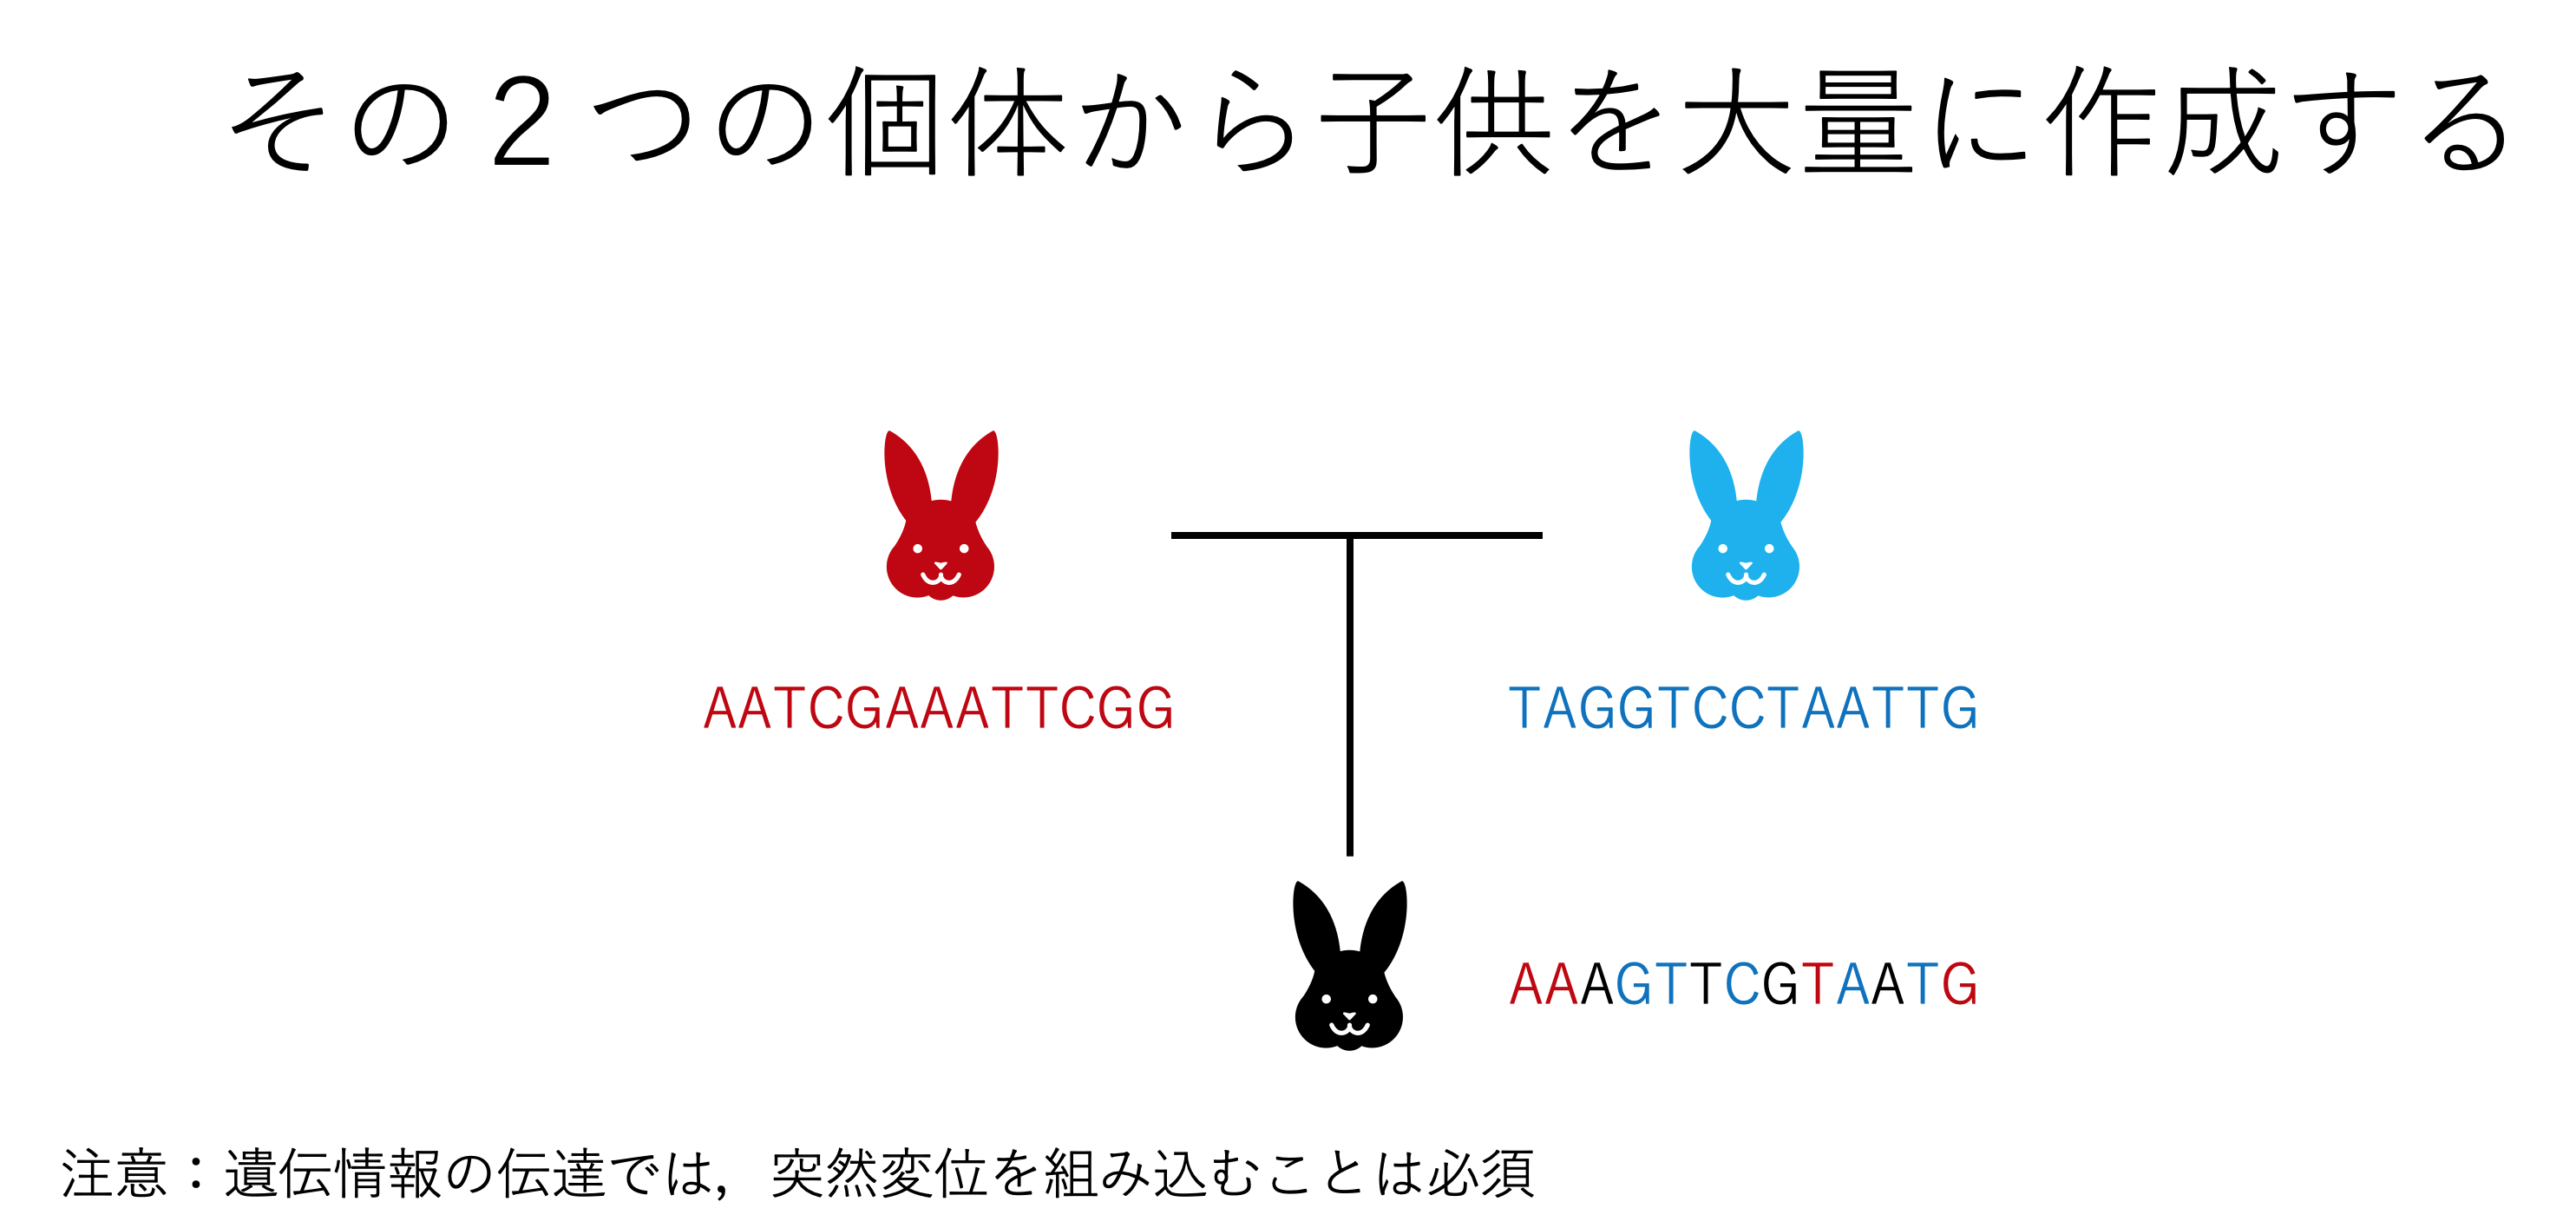 その２つの個体から子供を大量に作成する
AATCGAAATTCGG
TAGGTCCTAATTG
AAAGTTCGTAATG
注意：遺伝情報の伝達では，突然変位を組み込むことは必須